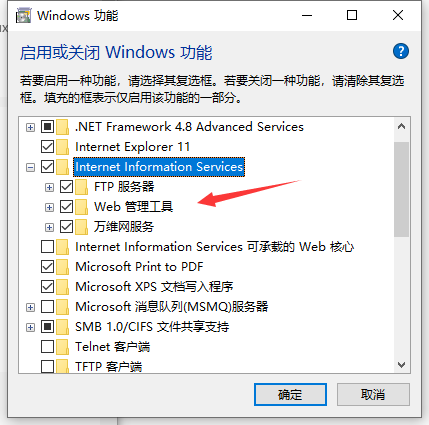 Windows 功能
启用或关闭 Windows 功能
若要启用一种功能，请选择其复选框。若要关闭一种功能，请清除其复选
框。填充的框表示仅启用该功能的一部分。
.NET Framework 4.8 Advanced Services
Internet Explorer 11
Internet Information Services
FTP 服务器
Web 管理工具
万维网服务
Internet Information Services 可承载的 Web 核心
Microsoft Print to PDF
Microsoft XPS 文档写入程序
Microsoft 消息队列(MSMQ)服务器
SMB 1.0/CIFS 文件共享支持
Telnet 客户端
TFTP 客户端
确定
取消